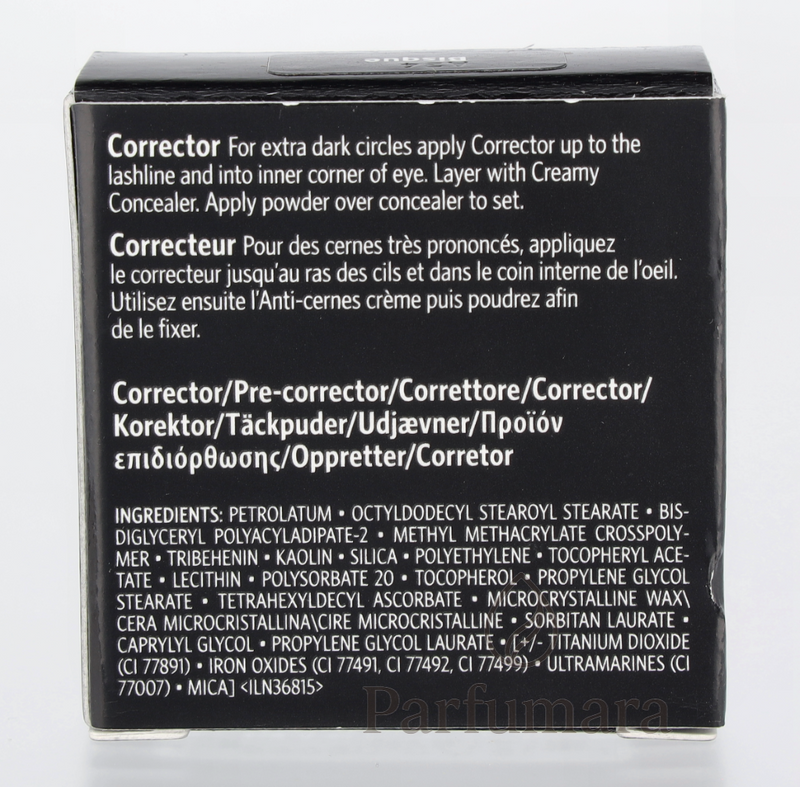 Bisque
Corrector For extra dark circles apply Corrector up to the
lashline and into inner corner of eye. Layer with Creamy
Concealer. Apply powder over concealer to set.
Correcteur Pour des cernes très prononcés, appliquez
le correcteur jusqu'au ras des cils et dans le coin interne de l'oeil.
Utilisez ensuite l'Anti-cernes crème puis poudrez afin
de le fixer.
Corrector/Pre-corrector/Correttore/Corrector/
Korektor/Täckpuder/Udjævner/Προϊόν
επιδιόρθωσης/Oppretter/Corretor
INGREDIENTS: PETROLATUM • OCTYLDODECYL STEAROYL STEARATE • BIS-
DIGLYCERYL POLYACYLADIPATE-2 • METHYL METHACRYLATE CROSSPOLY-
MER • TRIBEHENIN • KAOLIN • SILICA • POLYETHYLENE • TOCOPHERYL ACE-
TATE • LECITHIN • POLYSORBATE 20 • TOCOPHEROL • PROPYLENE GLYCOL
STEARATE • TETRAHEXYLDECYL ASCORBATE • MICROCRYSTALLINE WAX\
CERA MICROCRISTALLINA\CIRE MICROCRISTALLINE • SORBITAN LAURATE •
CAPRYLYL GLYCOL • PROPYLENE GLYCOL LAURATE • [+/- TITANIUM DIOXIDE
(CI 77891) • IRON OXIDES (CI 77491, CI 77492, CI 77499) • ULTRAMARINES (CI
77007) • MICA] <ILN36815>
Parfumara